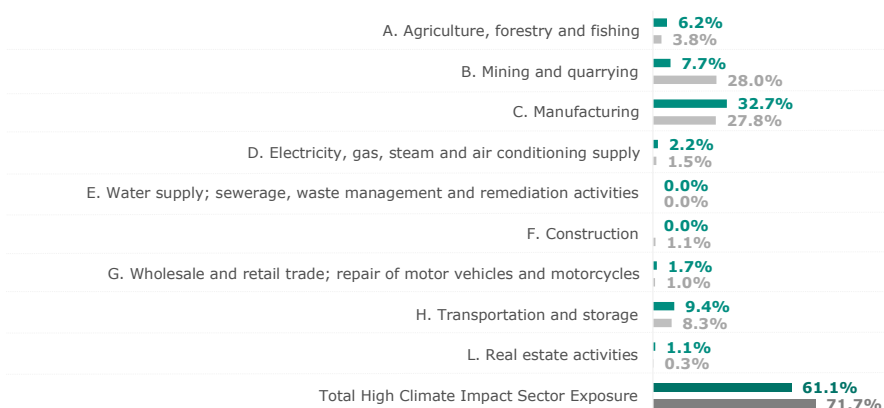 A. Agriculture, forestry and fishing 6.2%
3.8%
B. Mining and quarrying 7.7%
28.0%
C. Manufacturing 32.7%
27.8%
D. Electricity, gas, steam and air conditioning supply 2.2%
1.5%
E. Water supply; sewerage, waste management and remediation activities 0.0%
0.0%
F. Construction 0.0%
1.1%
G. Wholesale and retail trade; repair of motor vehicles and motorcycles 1.7%
1.0%
H. Transportation and storage 9.4%
8.3%
L. Real estate activities 1.1%
0.3%
Total High Climate Impact Sector Exposure 61.1%
71.7%